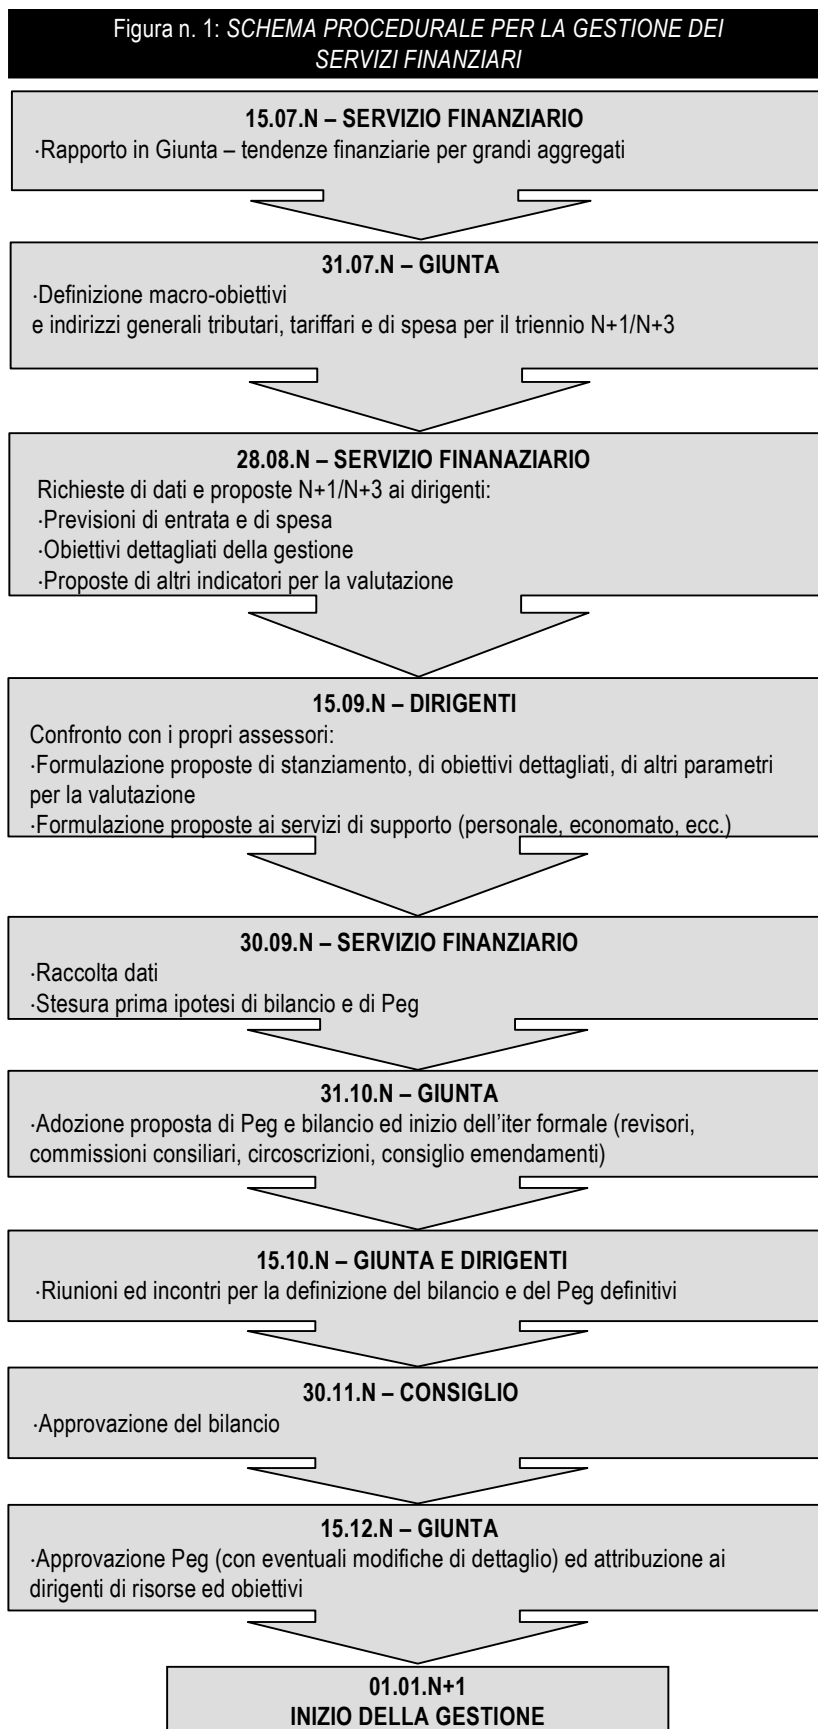 Figura n. 1: SCHEMA PROCEDURALE PER LA GESTIONE DEI
SERVIZI FINANZIARI
15.07.N – SERVIZIO FINANZIARIO
·Rapporto in Giunta – tendenze finanziarie per grandi aggregati
31.07.N – GIUNTA
·Definizione macro-obiettivi
e indirizzi generali tributari, tariffari e di spesa per il triennio N+1/N+3
28.08.N – SERVIZIO FINANAZIARIO
Richieste di dati e proposte N+1/N+3 ai dirigenti:
·Previsioni di entrata e di spesa
·Obiettivi dettagliati della gestione
·Proposte di altri indicatori per la valutazione
15.09.N – DIRIGENTI
Confronto con i propri assessori:
·Formulazione proposte di stanziamento, di obiettivi dettagliati, di altri parametri
per la valutazione
·Formulazione proposte ai servizi di supporto (personale, economato, ecc.)
30.09.N – SERVIZIO FINANZIARIO
·Raccolta dati
·Stesura prima ipotesi di bilancio e di Peg
31.10.N – GIUNTA
·Adozione proposta di Peg e bilancio ed inizio dell'iter formale (revisori,
commissioni consiliari, circoscrizioni, consiglio emendamenti)
15.10.N – GIUNTA E DIRIGENTI
·Riunioni ed incontri per la definizione del bilancio e del Peg definitivi
30.11.N – CONSIGLIO
·Approvazione del bilancio
15.12.N – GIUNTA
·Approvazione Peg (con eventuali modifiche di dettaglio) ed attribuzione ai
dirigenti di risorse ed obiettivi
01.01.N+1
INIZIO DELLA GESTIONE